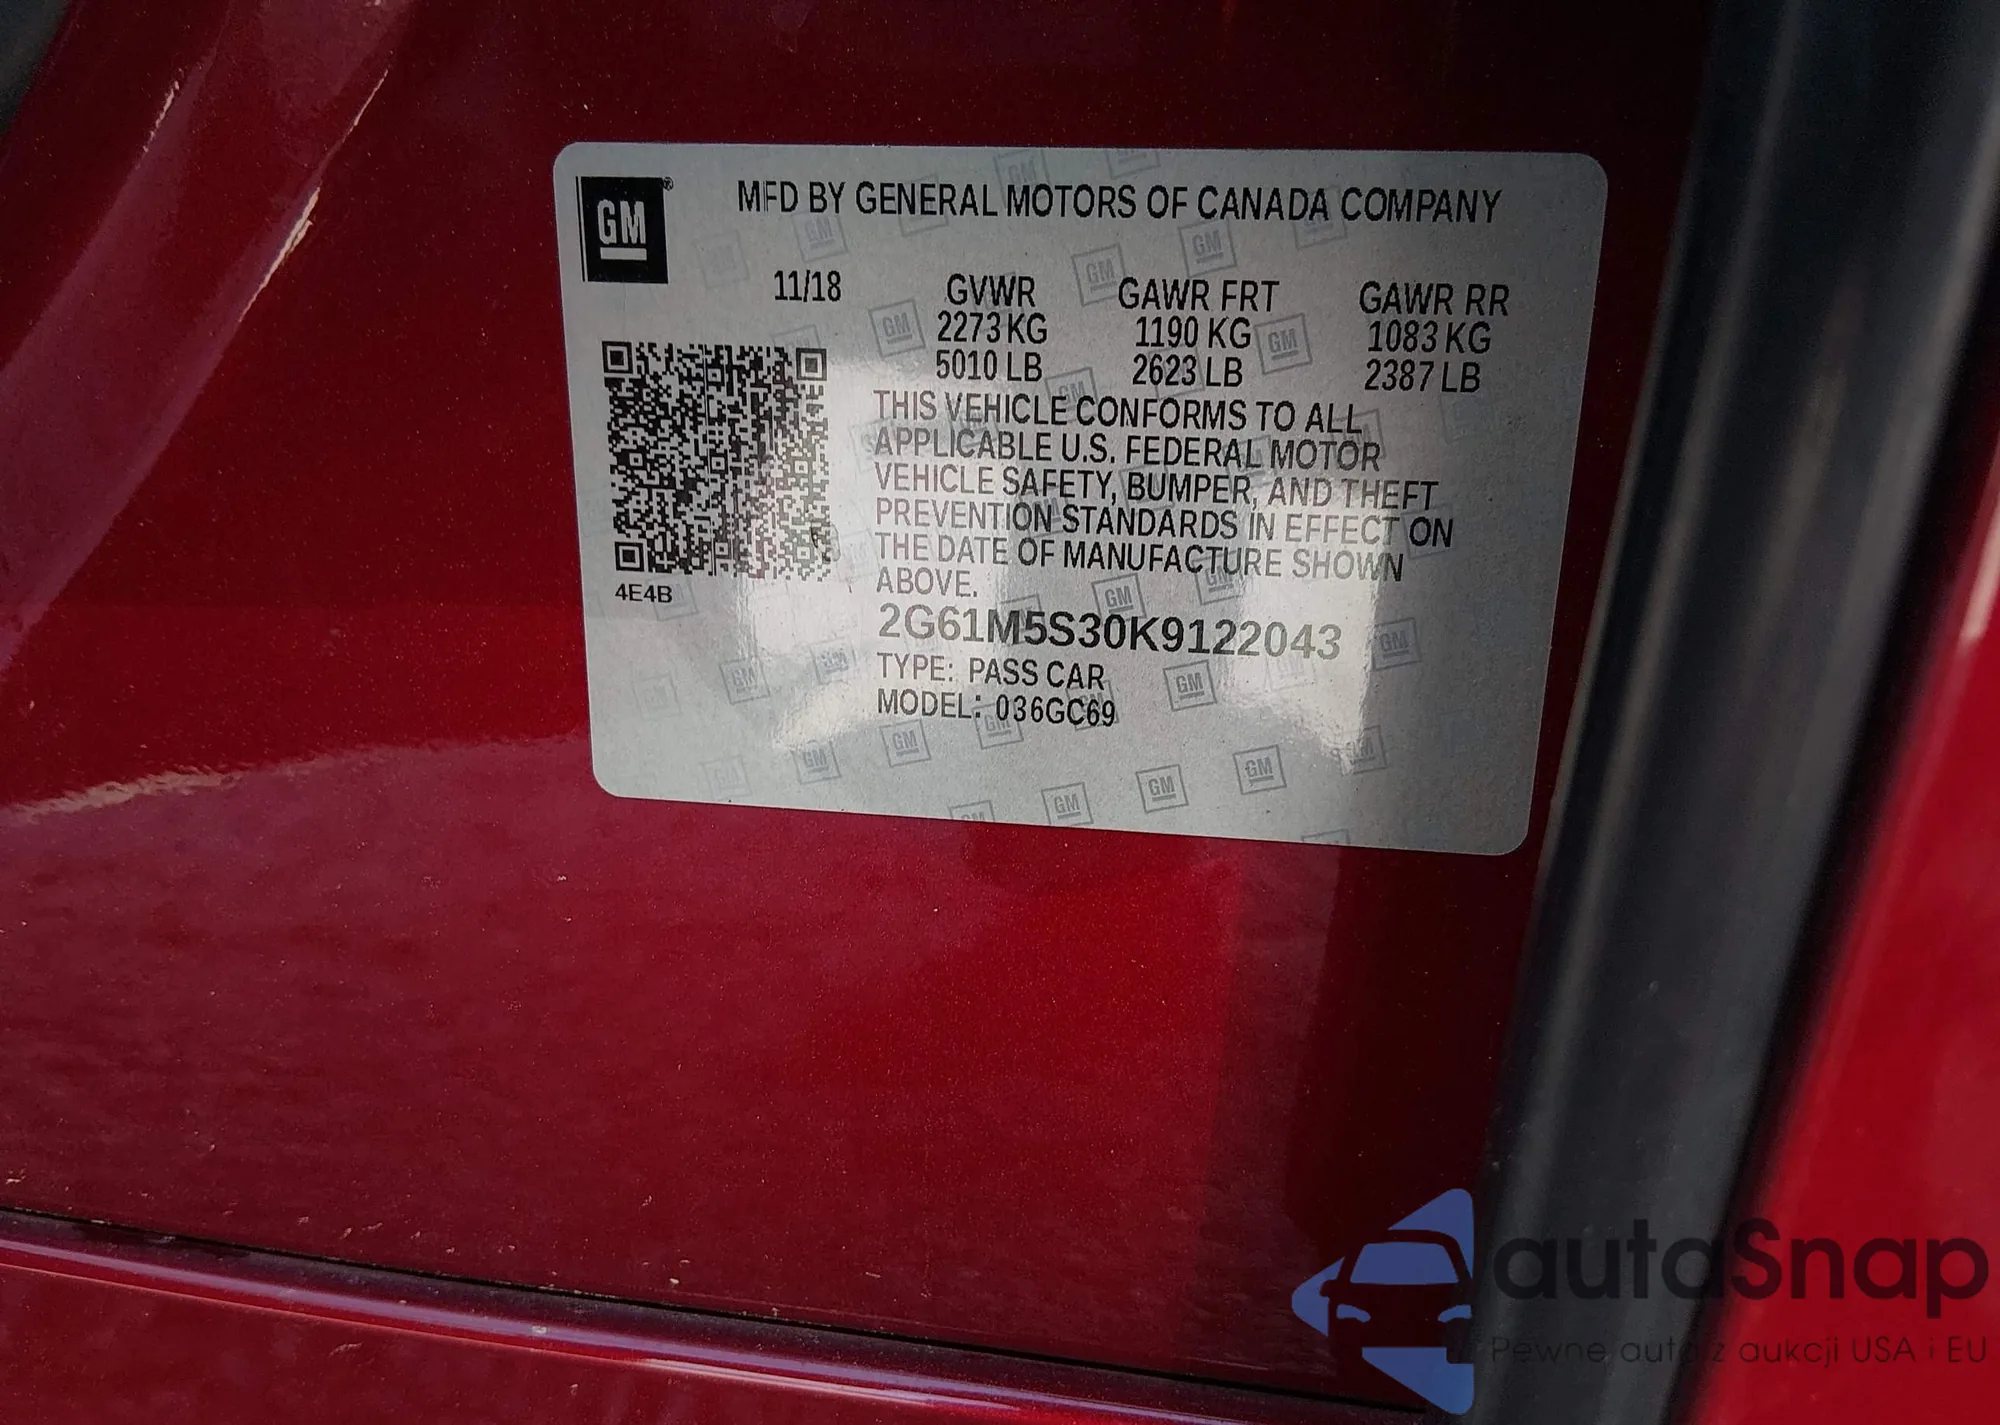 GM ®
MFD BY GENERAL MOTORS OF CANADA COMPANY
11/18 GVWR GAWR FRT GAWR RR
2273 KG 1190 KG 1083 KG
5010 LB 2623 LB 2387 LB
THIS VEHICLE CONFORMS TO ALL
APPLICABLE U.S. FEDERAL MOTOR
VEHICLE SAFETY, BUMPER, AND THEFT
PREVENTION STANDARDS IN EFFECT ON
THE DATE OF MANUFACTURE SHOWN
ABOVE.
4E4B
2G61M5S30K9122043
TYPE: PASS CAR
MODEL: 036GC69
autaSnap
Pewne auta z aukcji USA i EU